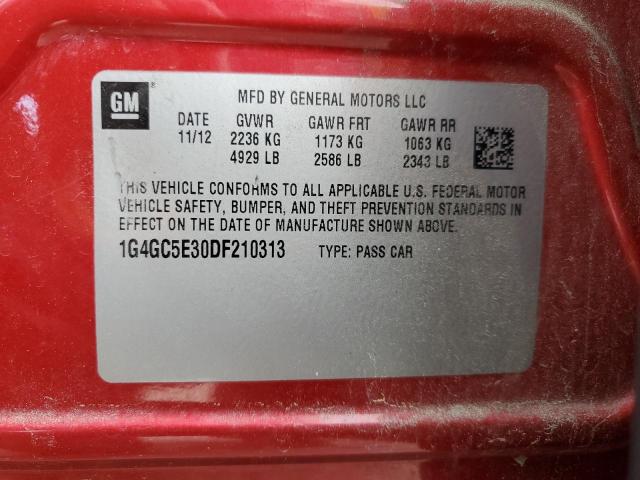 GM ®
MFD BY GENERAL MOTORS LLC
DATE GVWR GAWR FRT GAWR RR
11/12 2236 KG 1173 KG 1063 KG
4929 LB 2586 LB 2343 LB
THIS VEHICLE CONFORMS TO ALL APPLICABLE U.S. FEDERAL MOTOR
VEHICLE SAFETY, BUMPER, AND THEFT PREVENTION STANDARDS IN
EFFECT ON THE DATE OF MANUFACTURE SHOWN ABOVE.
1G4GC5E30DF210313 TYPE: PASS CAR